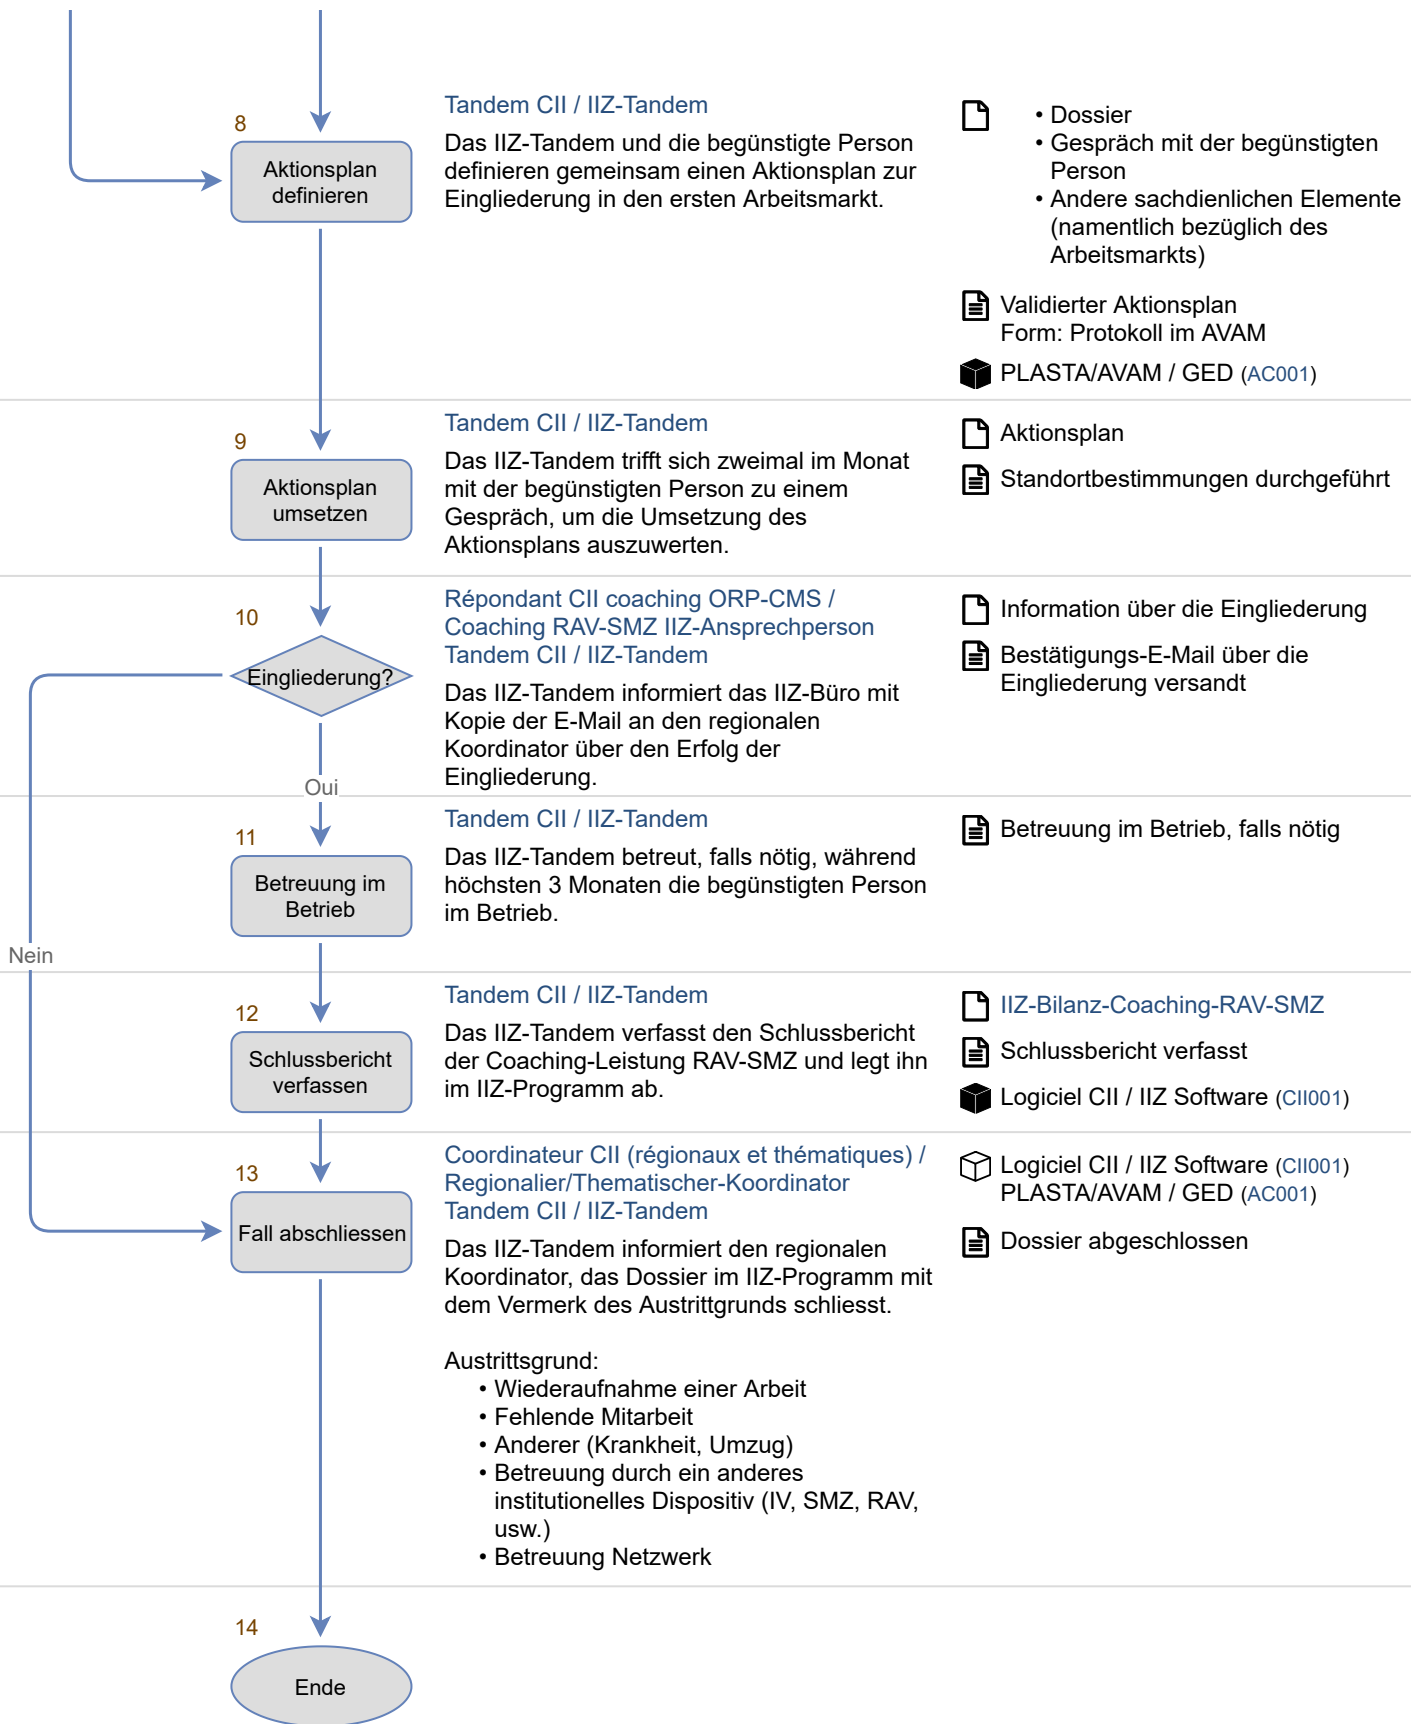 8
Aktionsplan
definieren
Tandem CII / IIZ-Tandem
Das IIZ-Tandem und die begünstigte Person
definieren gemeinsam einen Aktionsplan zur
Eingliederung in den ersten Arbeitsmarkt.
• Dossier
• Gespräch mit der begünstigten
Person
• Andere sachdienlichen Elemente
(namentlich bezüglich des
Arbeitsmarkts)
Validierter Aktionsplan
Form: Protokoll im AVAM
PLASTA/AVAM / GED (AC001)
9
Aktionsplan
umsetzen
Tandem CII / IIZ-Tandem
Das IIZ-Tandem trifft sich zweimal im Monat
mit der begünstigten Person zu einem
Gespräch, um die Umsetzung des
Aktionsplans auszuwerten.
Aktionsplan
Standortbestimmungen durchgeführt
10
Eingliederung?
Oui
Nein
Répondant CII coaching ORP-CMS /
Coaching RAV-SMZ IIZ-Ansprechperson
Tandem CII / IIZ-Tandem
Das IIZ-Tandem informiert das IIZ-Büro mit
Kopie der E-Mail an den regionalen
Koordinator über den Erfolg der
Eingliederung.
Information über die Eingliederung
Bestätigungs-E-Mail über die
Eingliederung versandt
11
Betreuung im
Betrieb
Tandem CII / IIZ-Tandem
Das IIZ-Tandem betreut, falls nötig, während
höchsten 3 Monaten die begünstigten Person
im Betrieb.
Betreuung im Betrieb, falls nötig
12
Schlussbericht
verfassen
Tandem CII / IIZ-Tandem
Das IIZ-Tandem verfasst den Schlussbericht
der Coaching-Leistung RAV-SMZ und legt ihn
im IIZ-Programm ab.
IIZ-Bilanz-Coaching-RAV-SMZ
Schlussbericht verfasst
Logiciel CII / IIZ Software (CII001)
13
Fall abschliessen
Coordinateur CII (régionaux et thématiques) /
Regionalier/Thematischer-Koordinator
Tandem CII / IIZ-Tandem
Das IIZ-Tandem informiert den regionalen
Koordinator, das Dossier im IIZ-Programm mit
dem Vermerk des Austrittgrunds schliesst.
Austrittsgrund:
• Wiederaufnahme einer Arbeit
• Fehlende Mitarbeit
• Anderer (Krankheit, Umzug)
• Betreuung durch ein anderes
institutionelles Dispositiv (IV, SMZ, RAV,
usw.)
• Betreuung Netzwerk
Logiciel CII / IIZ Software (CII001)
PLASTA/AVAM / GED (AC001)
Dossier abgeschlossen
14
Ende